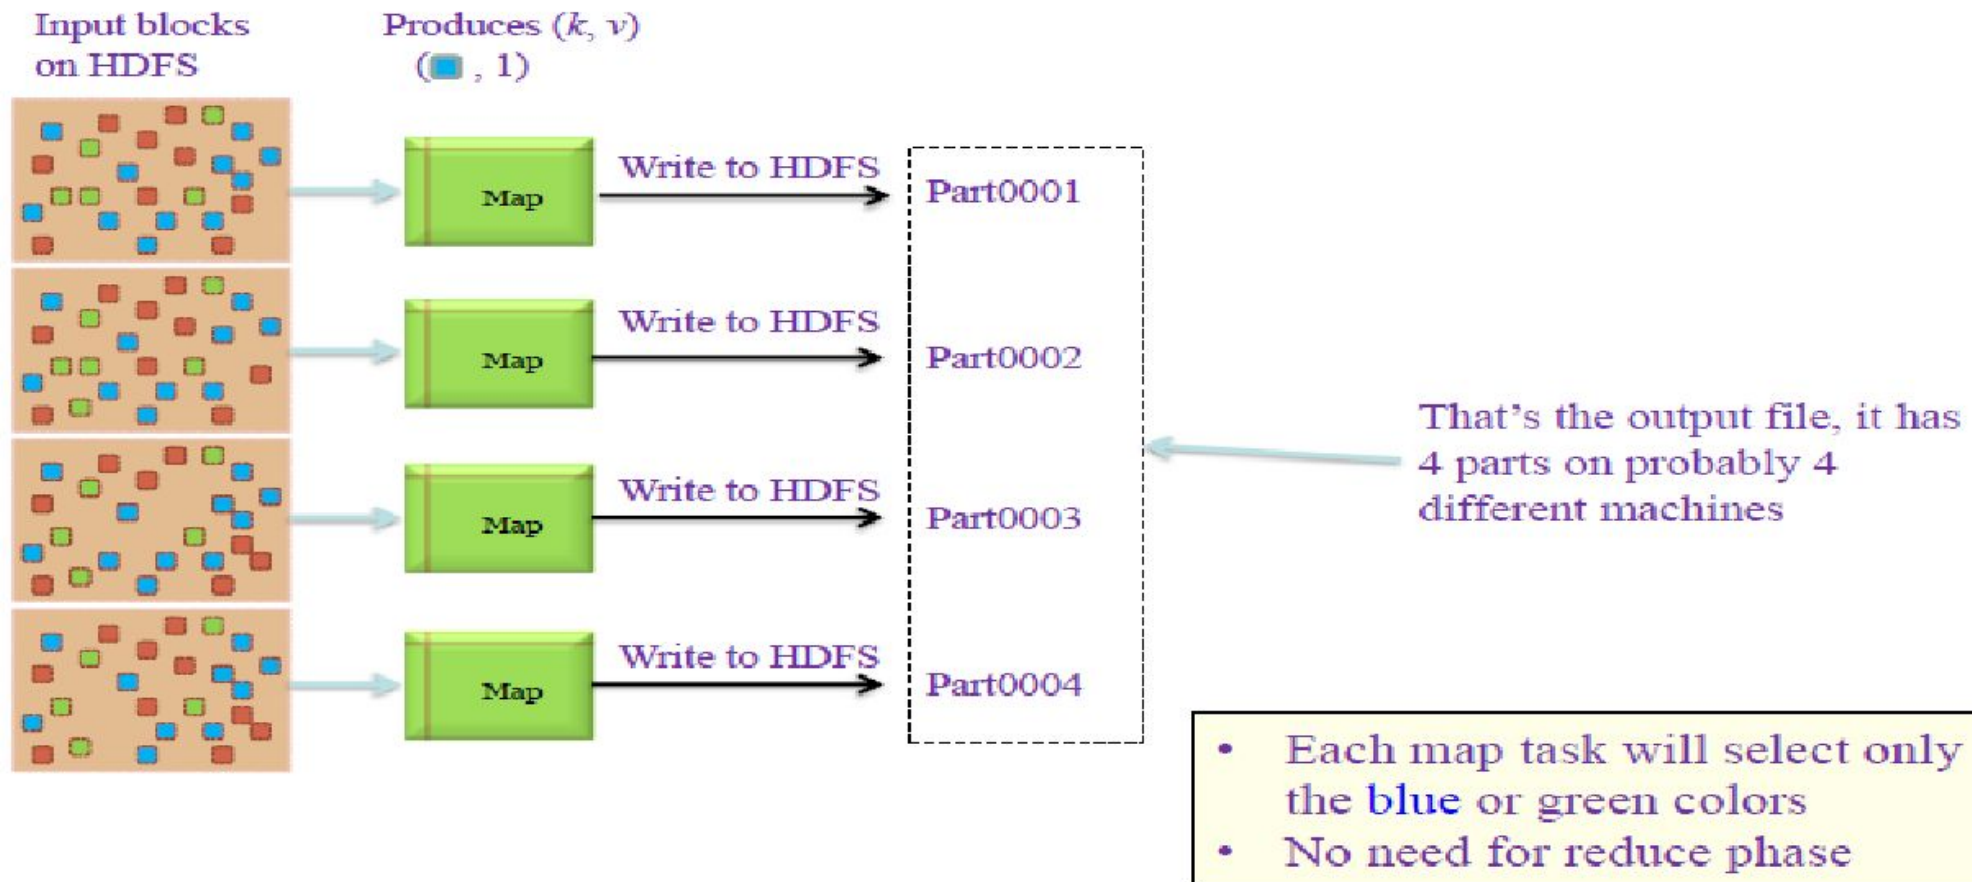 Input blocks
on HDFS
Produces (k, v)
( , 1)
Map
Write to HDFS
Part0001
Map
Write to HDFS
Part0002
Map
Write to HDFS
Part0003
Map
Write to HDFS
Part0004
That's the output file, it has
4 parts on probably 4
different machines
• Each map task will select only
the blue or green colors
• No need for reduce phase